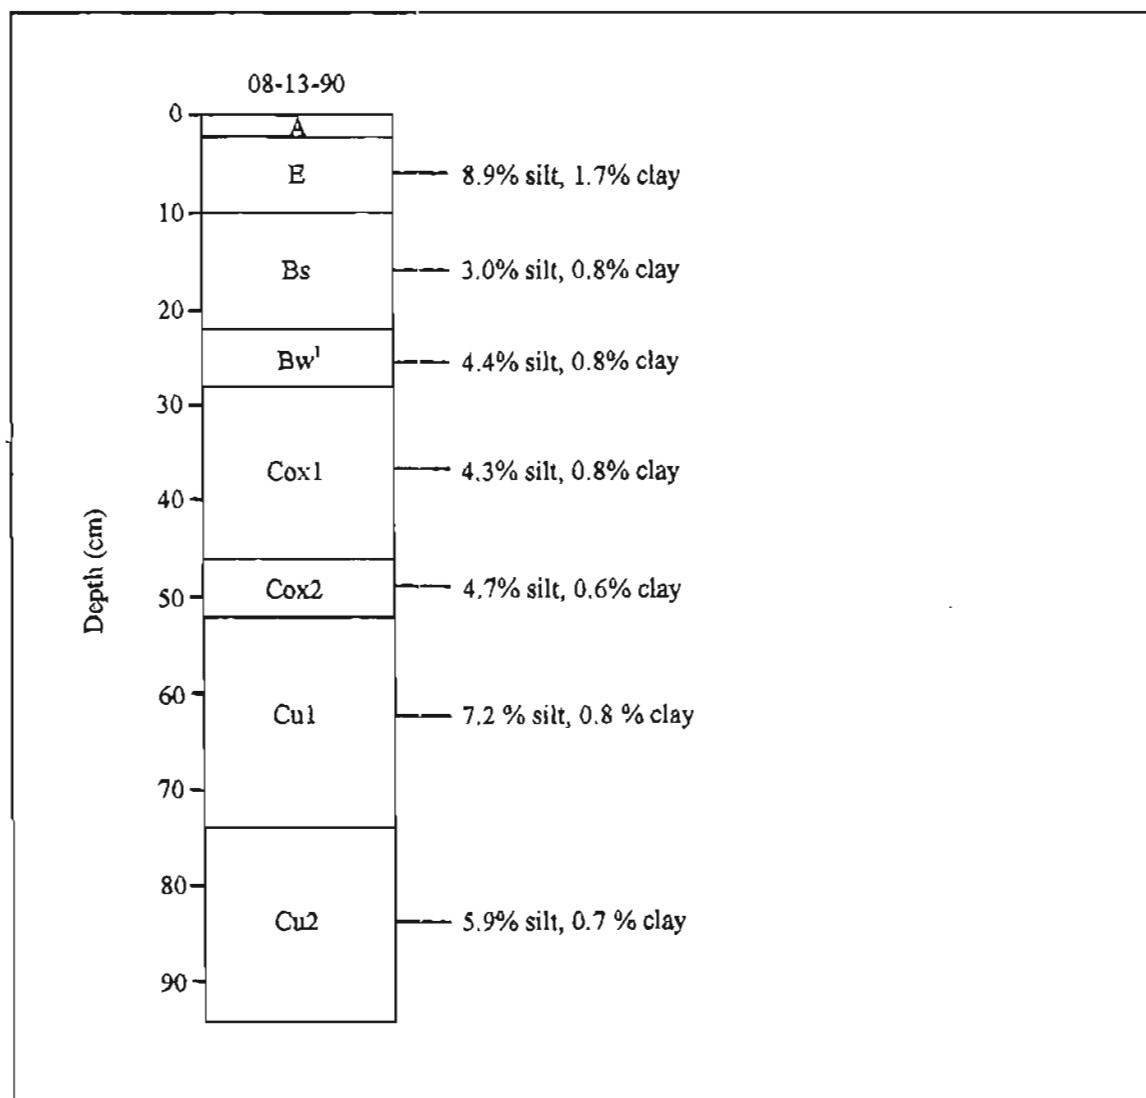 08-13-90
0
A
E
8.9% silt, 1.7% clay
10
Bs
3.0% silt, 0.8% clay
20
Bw¹
4.4% silt, 0.8% clay
30
Cox1
4.3% silt, 0.8% clay
40
Depth (cm)
Cox2
4.7% silt, 0.6% clay
50
60
Cu1
7.2 % silt, 0.8 % clay
70
80
Cu2
5.9% silt, 0.7 % clay
90